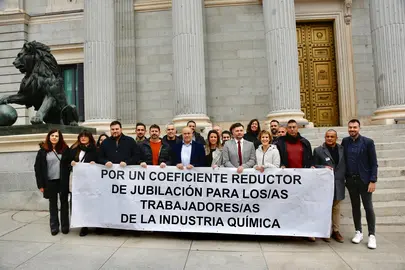 POR UN COEFICIENTE REDUCTOR
DE JUBILACIÓN PARA LOS/AS
TRABAJADORES/AS
DE LA INDUSTRIA QUÍMICA